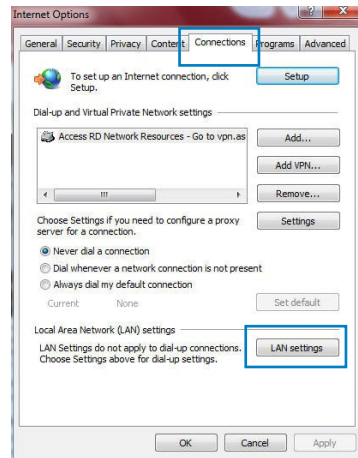 Internet Options
General Security Privacy Content Connections Programs Advanced
To set up an Internet connection, click
Setup.
Setup
Dial-up and Virtual Private Network settings
Access RD Network Resources - Go to vpn.as
Add...
Add VPN...
Remove...
Choose Settings if you need to configure a proxy
server for a connection.
Settings
Never dial a connection
Dial whenever a network connection is not present
Always dial my default connection
Current None
Set default
Local Area Network (LAN) settings
LAN Settings do not apply to dial-up connections.
Choose Settings above for dial-up settings.
LAN settings
OK Cancel Apply